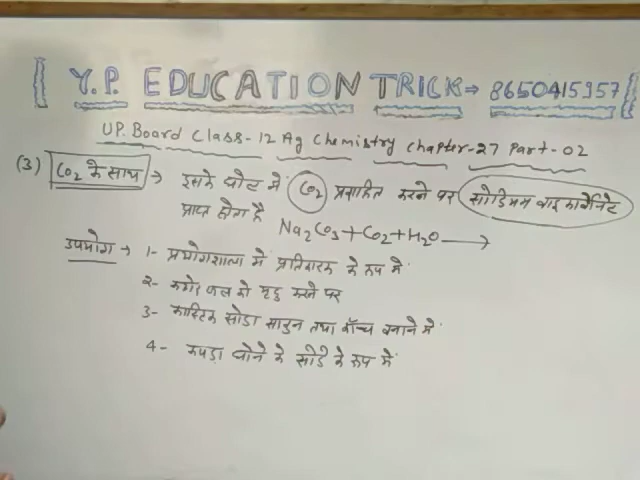 Y.P. EDUCATION TRICK⇒ 8650415957
UP. Board Class-12 Ag Chemistry Chapter-27 Part-02
(3) CO2 के साथ → इसके घोल में CO2 प्रवाहित करने पर सोडियम बाइ कार्बोनेट
प्राप्त होता है
Na2CO3+CO2+H2O →
उपयोग → 1- प्रयोगशाला में प्रतिकारक के रूप में
2- कठोर जल को मृदु करने पर
3- कास्टिक सोडा साबुन तथा काँच बनाने में
4- कपड़ा धोने के सोडे के रूप में